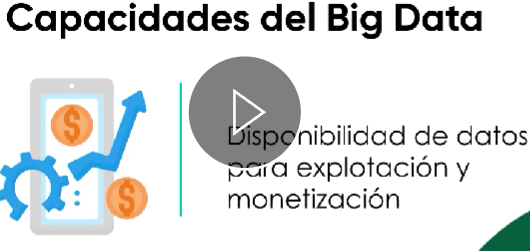 Capacidades del Big Data
Disponibilidad de datos
para explotación y
monetización